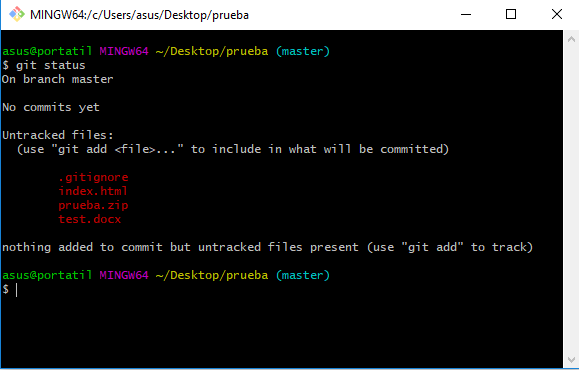 MINGW64:/c/Users/asus/Desktop/prueba
asus@portatil MINGW64 ~/Desktop/prueba (master)
$ git status
On branch master
No commits yet
Untracked files:
(use "git add <file>..." to include in what will be committed)
.gitignore
index.html
prueba.zip
test.docx
nothing added to commit but untracked files present (use "git add" to track)
asus@portatil MINGW64 ~/Desktop/prueba (master)
$